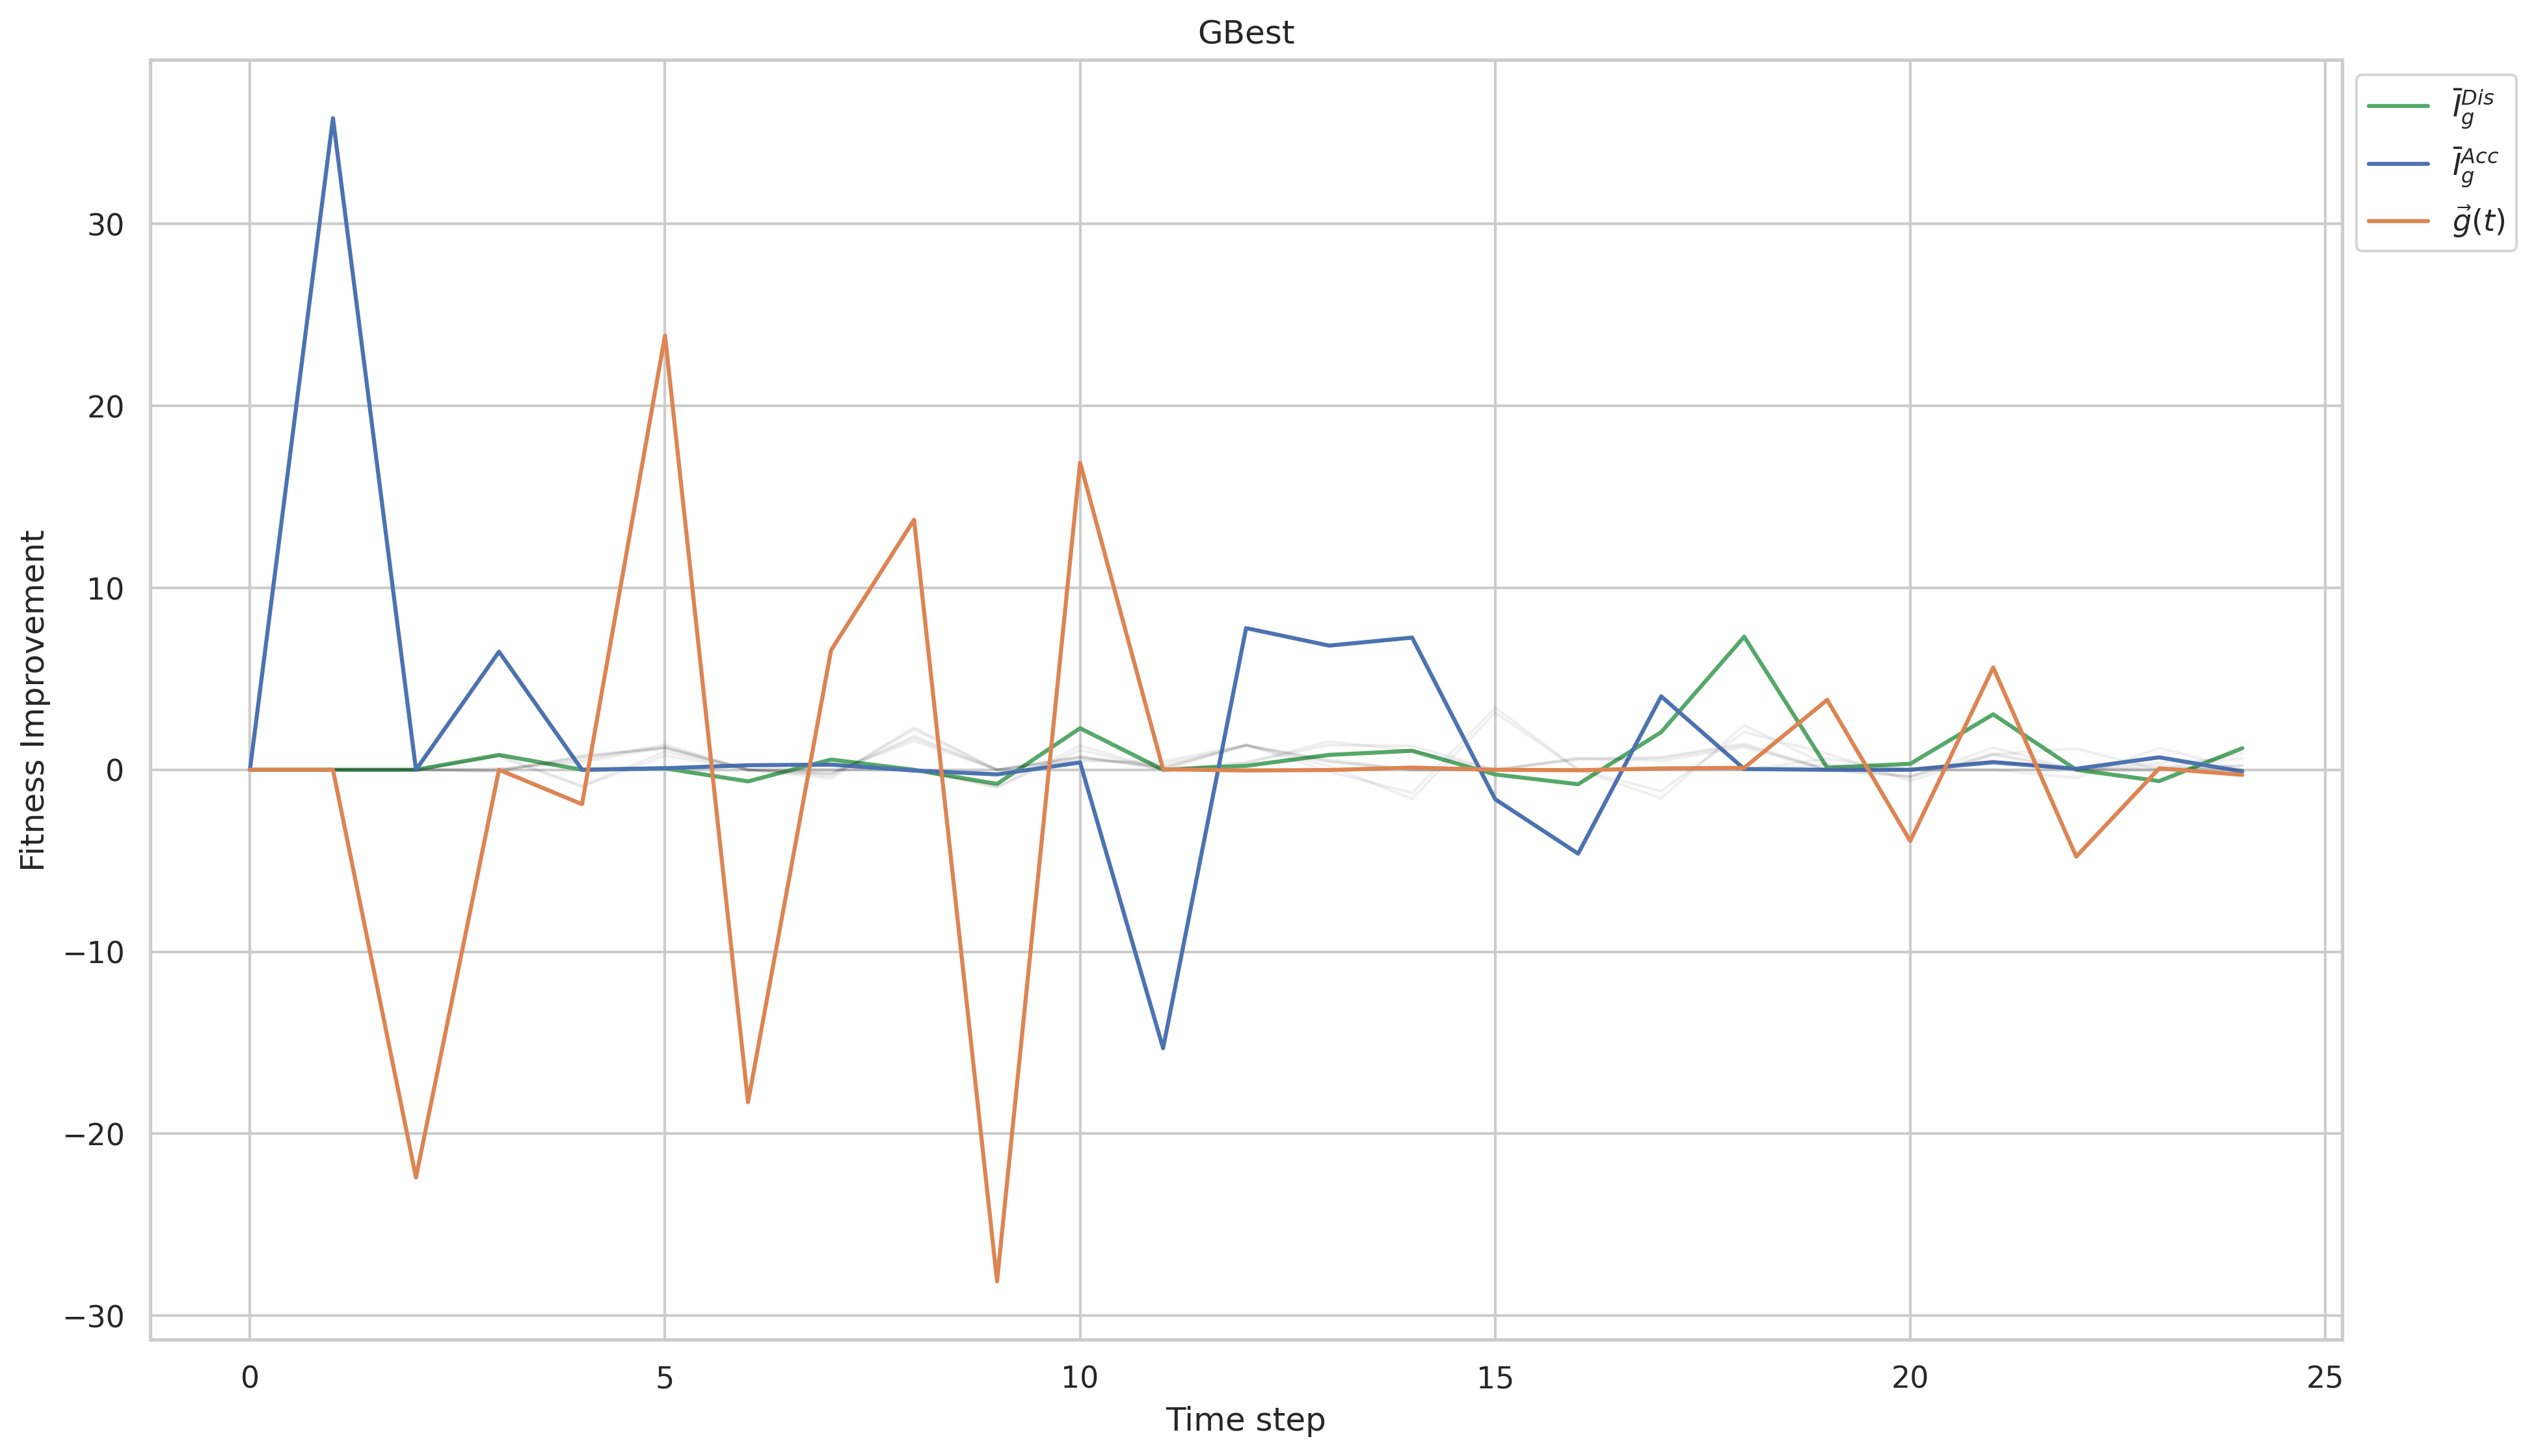 GBest
Fitness Improvement
30
20
10
0
−10
−20
−30
0 5 10 15 20 25
Time step
Ī_g^{Dis}
Ī_g^{Acc}
g⃗(t)